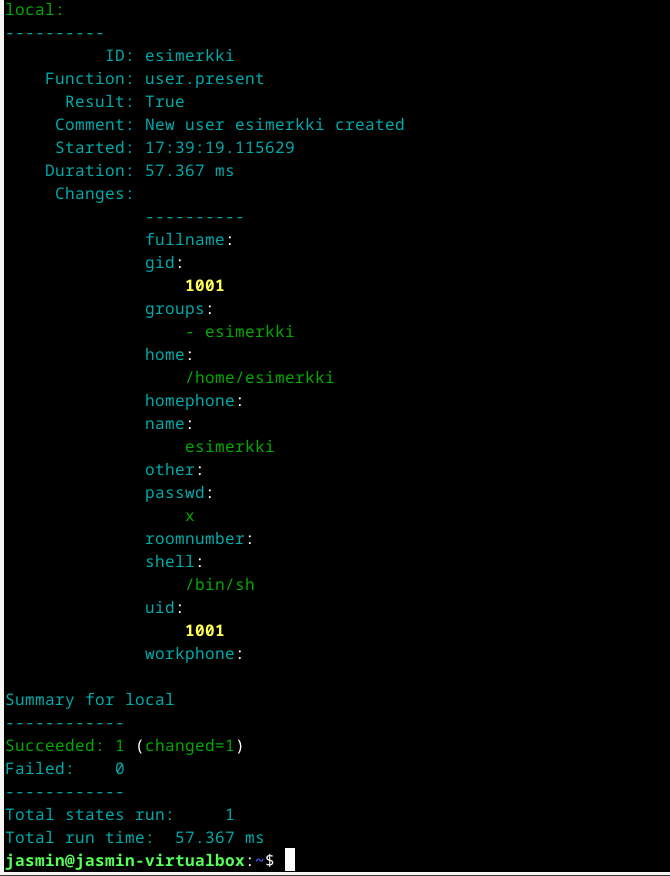 local:
----------
          ID: esimerkki
    Function: user.present
      Result: True
     Comment: New user esimerkki created
     Started: 17:39:19.115629
    Duration: 57.367 ms
     Changes:
              ----------
              fullname:
              gid:
                  1001
              groups:
                  - esimerkki
              home:
                  /home/esimerkki
              homephone:
              name:
                  esimerkki
              other:
              passwd:
                  x
              roomnumber:
              shell:
                  /bin/sh
              uid:
                  1001
              workphone:

Summary for local
------------
Succeeded: 1 (changed=1)
Failed:    0
------------
Total states run:     1
Total run time:  57.367 ms
jasmin@jasmin-virtualbox:~$